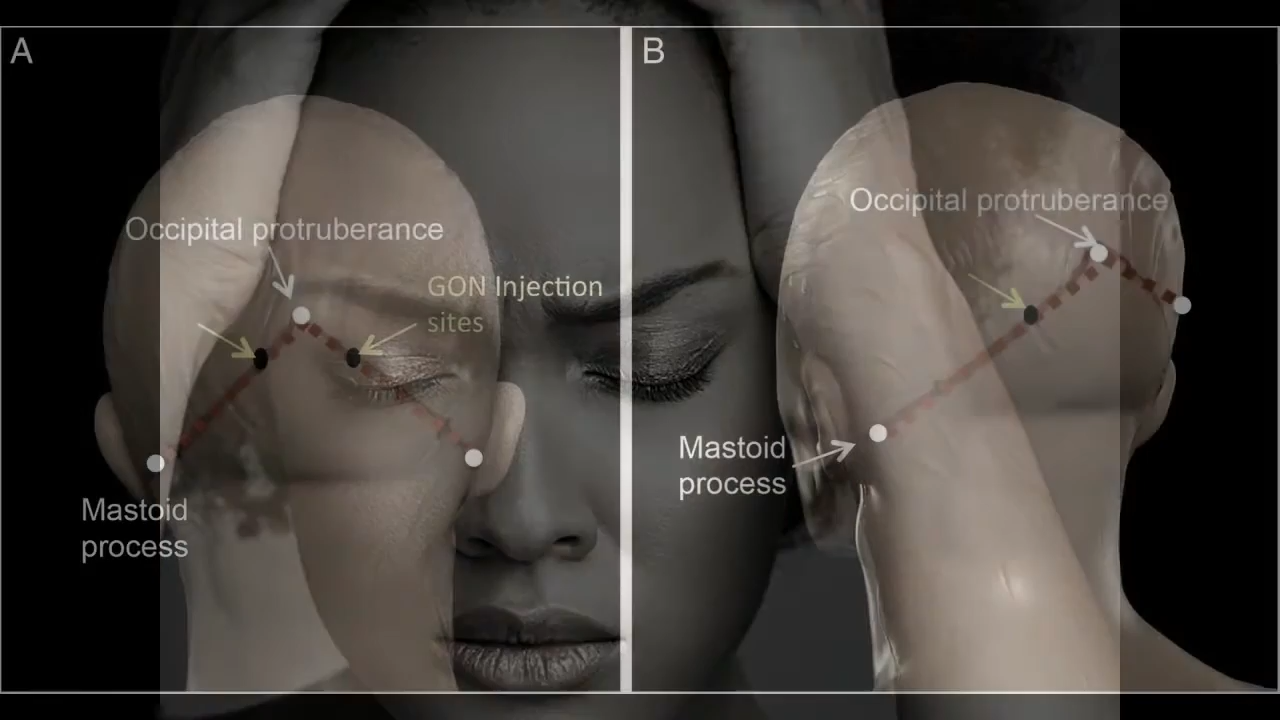 A
Occipital protruberance
GON Injection
sites
Mastoid
process
B
Occipital protruberance
Mastoid
process